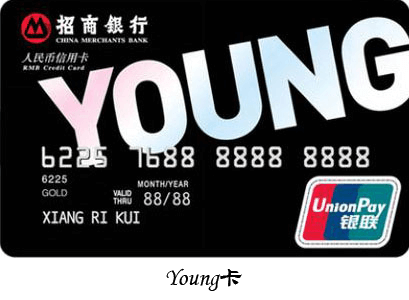 招商银行
CHINA MERCHANTS BANK
人民币信用卡
RMB Credit Card
YOUNG
6225 7688 8888 8888
6225
GOLD
MONTH/YEAR
VALID THRU 88/88
XIANG RI KUI
UnionPay
银联
Young卡